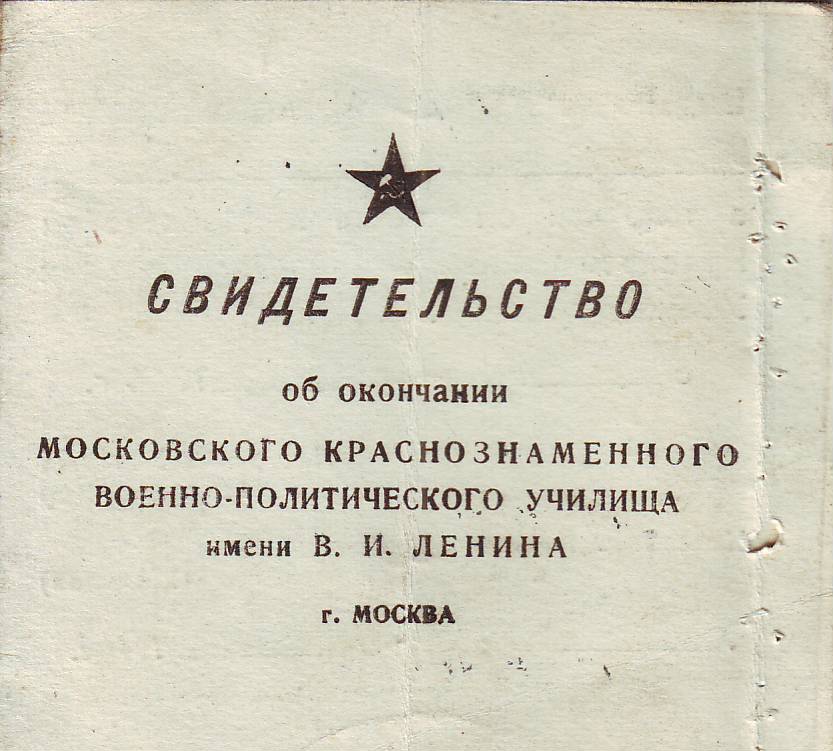 СВИДЕТЕЛЬСТВО
об окончании
МОСКОВСКОГО КРАСНОЗНАМЕННОГО
ВОЕННО-ПОЛИТИЧЕСКОГО УЧИЛИЩА
имени В. И. ЛЕНИНА
г. МОСКВА